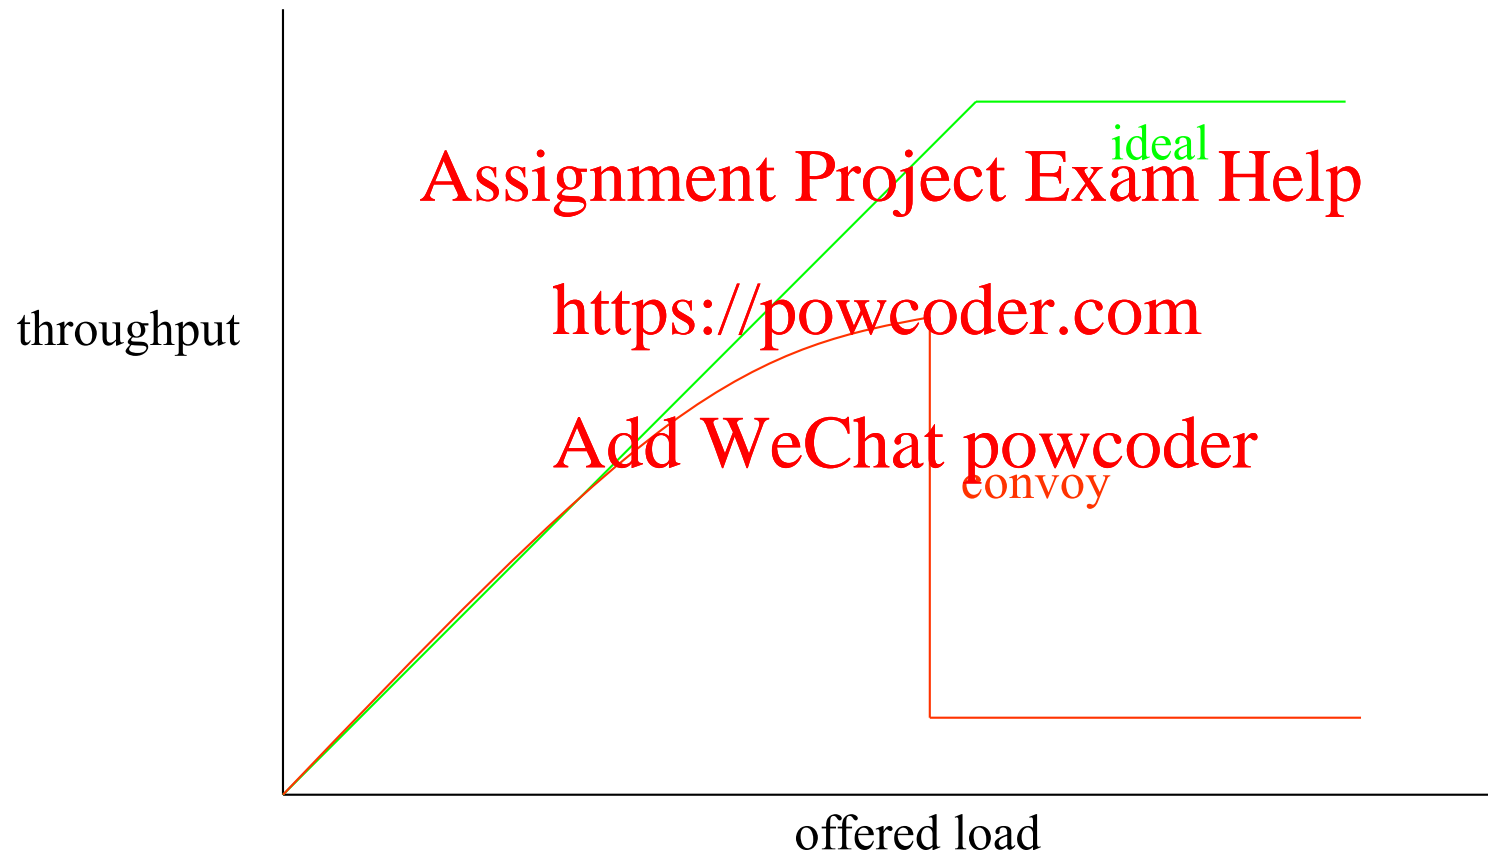 ideal
Assignment Project Exam Help
https://powcoder.com
throughput
Add WeChat powcoder
convoy
offered load